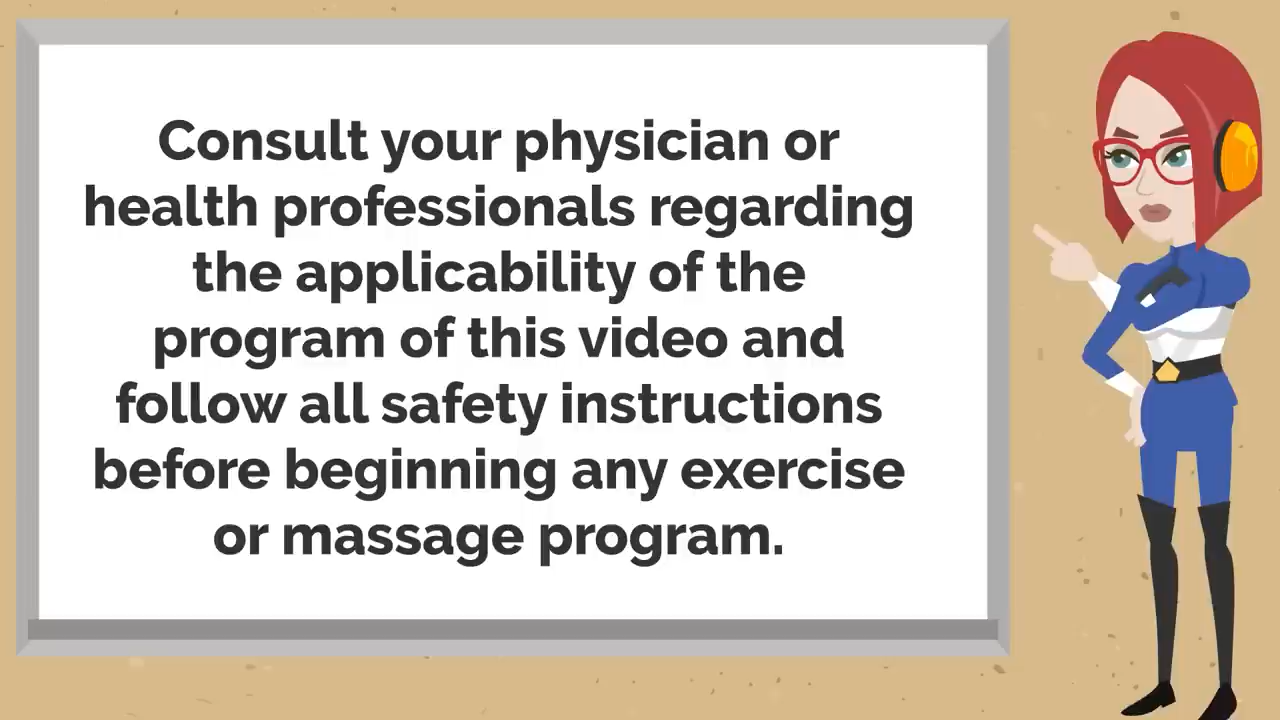 Consult your physician or
health professionals regarding
the applicability of the
program of this video and
follow all safety instructions
before beginning any exercise
or massage program.